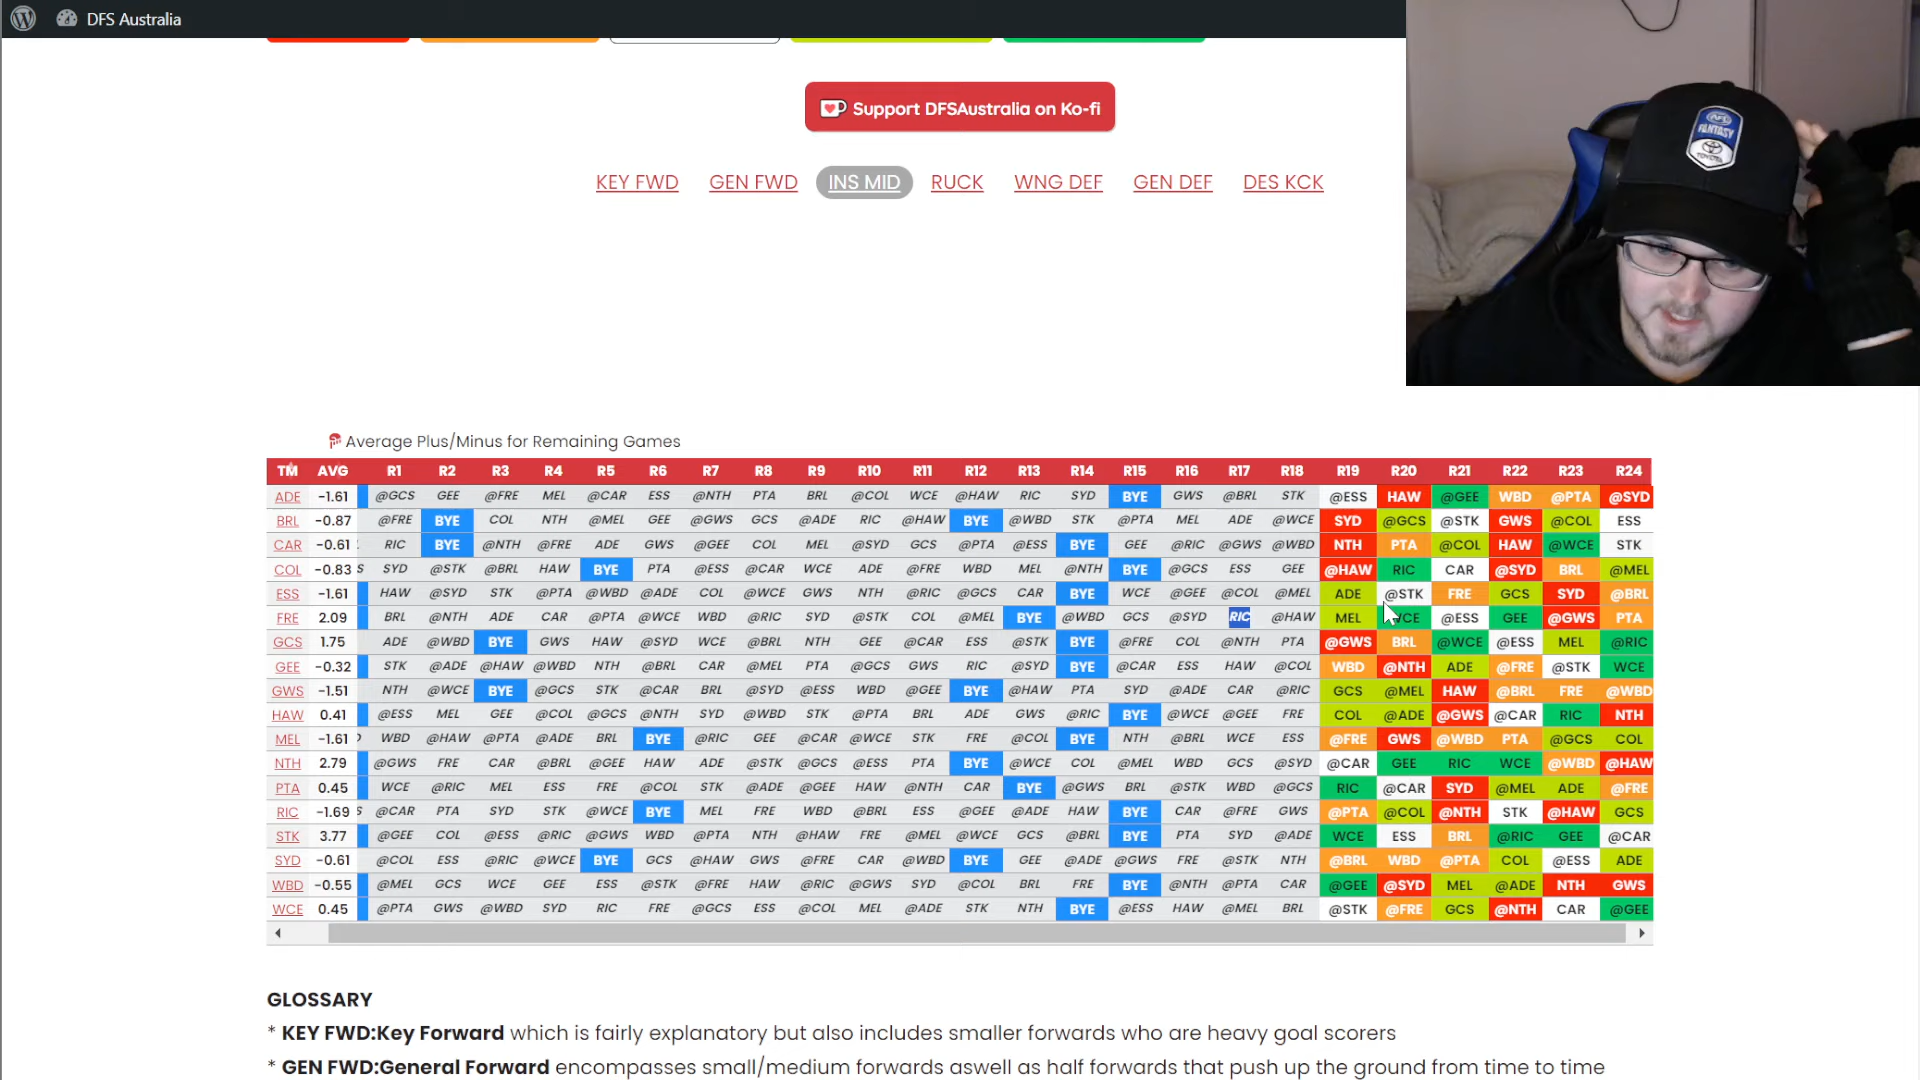 DFS Australia
Support DFSAustralia on Ko-fi
AFL
FANTASY
TOYOTA
KEY FWD GEN FWD INS MID RUCK WNG DEF GEN DEF DES KCK
Average Plus/Minus for Remaining Games
TM AVG R1 R2 R3 R4 R5 R6 R7 R8 R9 R10 R11 R12 R13 R14 R15 R16 R17 R18 R19 R20 R21 R22 R23 R24
ADE -1.61 @GCS GEE @FRE MEL @CAR ESS @NTH PTA BRL @COL WCE @HAW RIC SYD BYE GWS @BRL STK @ESS HAW @GEE WBD @PTA @SYD
BRL -0.87 @FRE BYE COL NTH @MEL GEE @GWS GCS @ADE RIC @HAW BYE @WBD STK @PTA MEL ADE @WCE SYD @GCS @STK GWS @COL ESS
CAR -0.61 RIC BYE @NTH @FRE ADE GWS @GEE COL MEL @SYD GCS @PTA @ESS BYE GEE @RIC @GWS @WBD NTH PTA @COL HAW @WCE STK
COL -0.83 S SYD @STK @BRL HAW BYE PTA @ESS @CAR WCE ADE @FRE WBD MEL @NTH BYE @GCS ESS GEE @HAW RIC CAR @SYD BRL @MEL
ESS -1.61 HAW @SYD STK @PTA @WBD @ADE COL @WCE GWS NTH @RIC @GCS CAR BYE WCE @GEE @COL @MEL ADE @STK FRE GCS SYD @BRL
FRE 2.09 BRL @NTH ADE CAR @PTA @WCE WBD @RIC SYD @STK COL @MEL BYE @WBD GCS @SYD RIC @HAW MEL WCE @ESS GEE @GWS PTA
GCS 1.75 ADE @WBD BYE GWS HAW @SYD WCE @BRL NTH GEE @CAR ESS @STK BYE @FRE COL @NTH PTA @GWS BRL @WCE @ESS MEL @RIC
GEE -0.32 STK @ADE @HAW @WBD NTH @BRL CAR @MEL PTA @GCS GWS RIC @SYD BYE @CAR ESS HAW @COL WBD @NTH ADE @FRE @STK WCE
GWS -1.51 NTH @WCE BYE @GCS STK @CAR BRL @SYD @ESS WBD @GEE BYE @HAW PTA SYD @ADE CAR @RIC GCS @MEL HAW @BRL FRE @WBD
HAW 0.41 @ESS MEL GEE @COL @GCS @NTH SYD @WBD STK @PTA BRL ADE GWS @RIC BYE @WCE @GEE FRE COL @ADE @GWS @CAR RIC NTH
MEL -1.61 WBD @HAW @PTA @ADE BRL BYE @RIC GEE @CAR @WCE STK FRE @COL BYE NTH @BRL WCE ESS @FRE GWS @WBD PTA @GCS COL
NTH 2.79 @GWS FRE CAR @BRL @GEE HAW ADE @STK @GCS @ESS PTA BYE @WCE COL @MEL WBD GCS @SYD @CAR GEE RIC WCE @WBD @HAW
PTA 0.45 WCE @RIC MEL ESS FRE @COL STK @ADE @GEE HAW @NTH CAR BYE @GWS BRL @STK WBD @GCS RIC @CAR SYD @MEL ADE @FRE
RIC -1.69 S @CAR PTA SYD STK @WCE BYE MEL FRE WBD @BRL ESS @GEE @ADE HAW BYE CAR @FRE GWS @PTA @COL @NTH STK @HAW GCS
STK 3.77 @GEE COL @ESS @RIC @GWS WBD @PTA NTH @HAW FRE @MEL @WCE GCS @BRL BYE PTA SYD @ADE WCE ESS BRL @RIC GEE @CAR
SYD -0.61 @COL ESS @RIC @WCE BYE GCS @HAW GWS @FRE CAR @WBD BYE GEE @ADE @GWS FRE @STK NTH @BRL WBD @PTA COL @ESS ADE
WBD -0.55 @MEL GCS WCE GEE ESS @STK @FRE HAW @RIC @GWS SYD @COL BRL FRE BYE @NTH @PTA CAR @GEE @SYD MEL @ADE NTH GWS
WCE 0.45 @PTA GWS @WBD SYD RIC FRE @GCS ESS @COL MEL @ADE STK NTH BYE @ESS HAW @MEL BRL @STK @FRE GCS @NTH CAR @GEE
GLOSSARY
* KEY FWD:Key Forward which is fairly explanatory but also includes smaller forwards who are heavy goal scorers
* GEN FWD:General Forward encompasses small/medium forwards aswell as half forwards that push up the ground from time to time